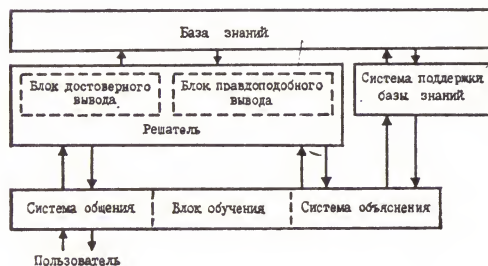 База знаний
Блок достоверного
вывода
Блок правдоподобного
вывода
Решатель
Система поддержки
базы знаний
Система общения
Блок обучения
Система объяснения
Пользователь